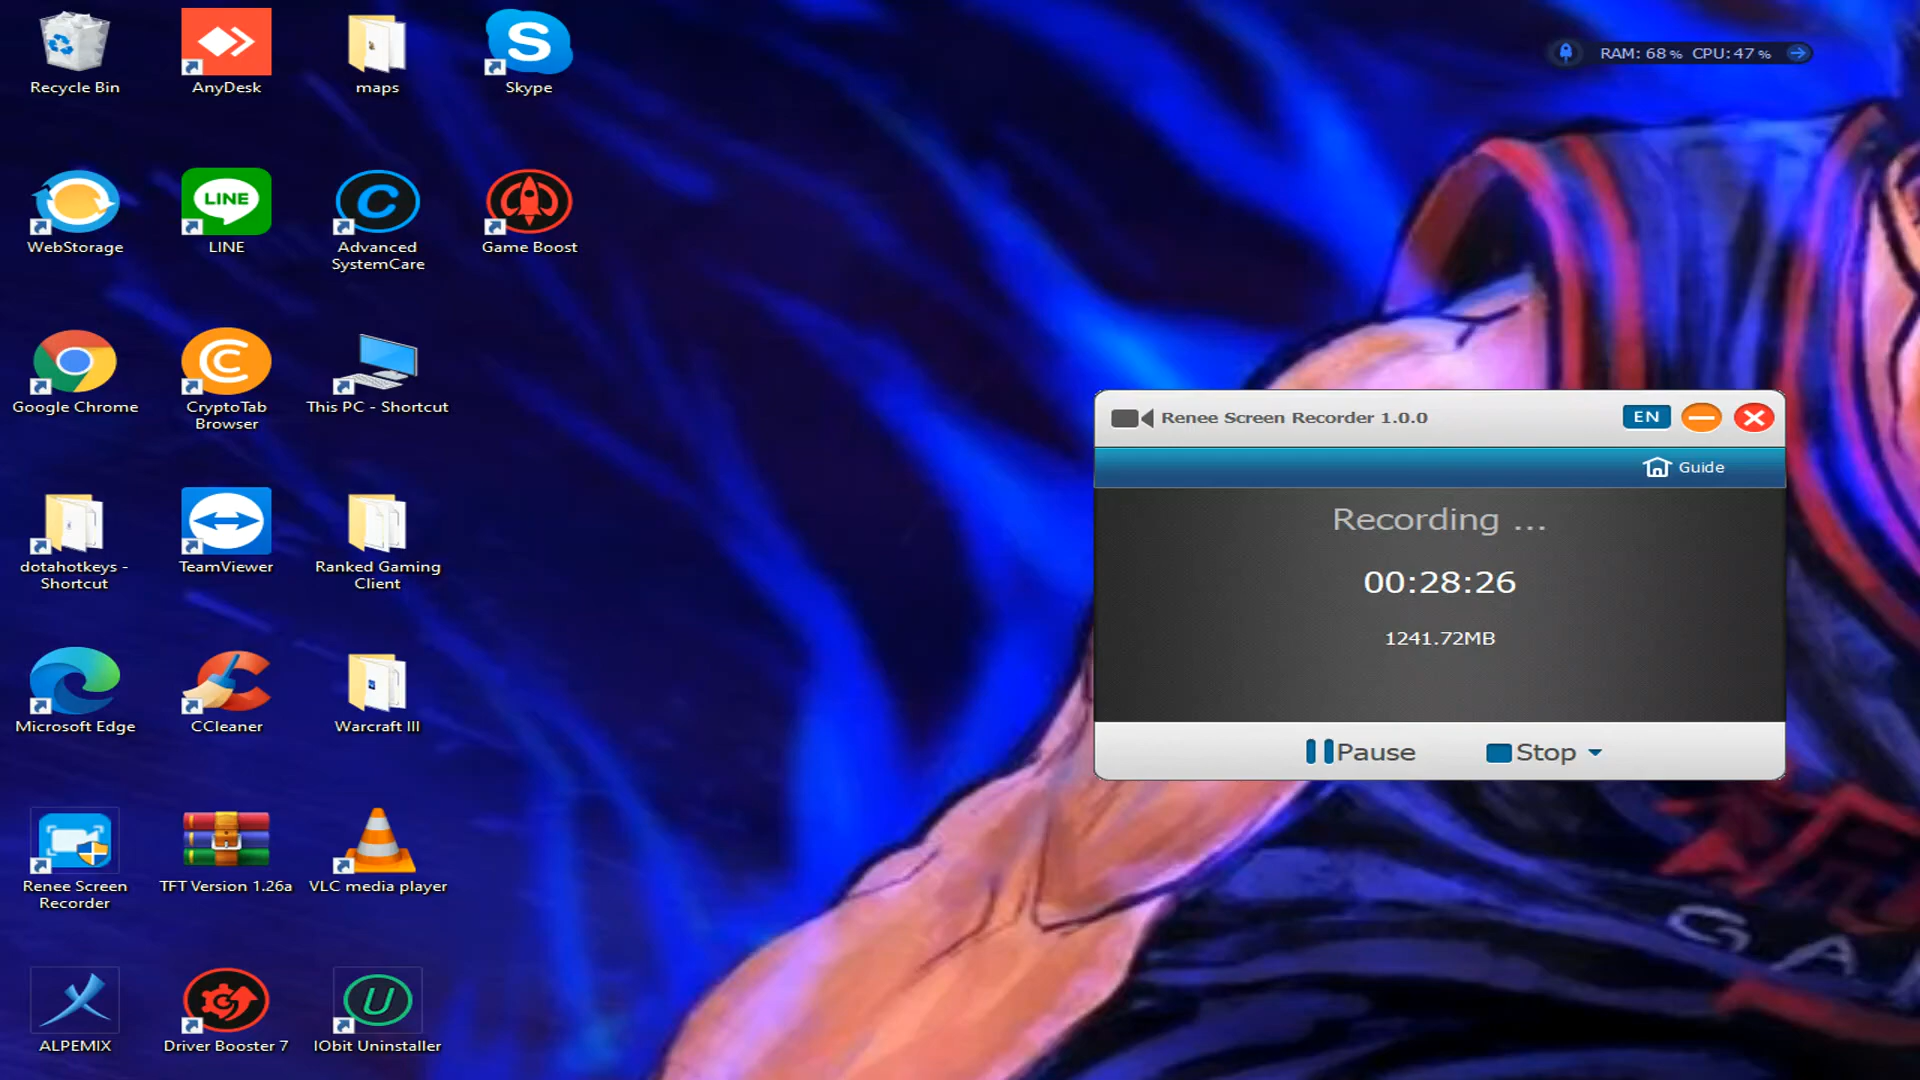 Recycle Bin
AnyDesk
maps
S
Skype
RAM: 68 % CPU: 47 %
WebStorage
LINE
LINE
C
Advanced
SystemCare
Game Boost
Google Chrome
C
CryptoTab
Browser
This PC - Shortcut
Renee Screen Recorder 1.0.0
EN
Guide
Recording ...
00:28:26
1241.72MB
Pause
Stop
dotahotkeys -
Shortcut
TeamViewer
Ranked Gaming
Client
Microsoft Edge
CCleaner
Warcraft III
Renee Screen
Recorder
TFT Version 1.26a
VLC media player
GA
ALPEMIX
Driver Booster 7
U
IObit Uninstaller